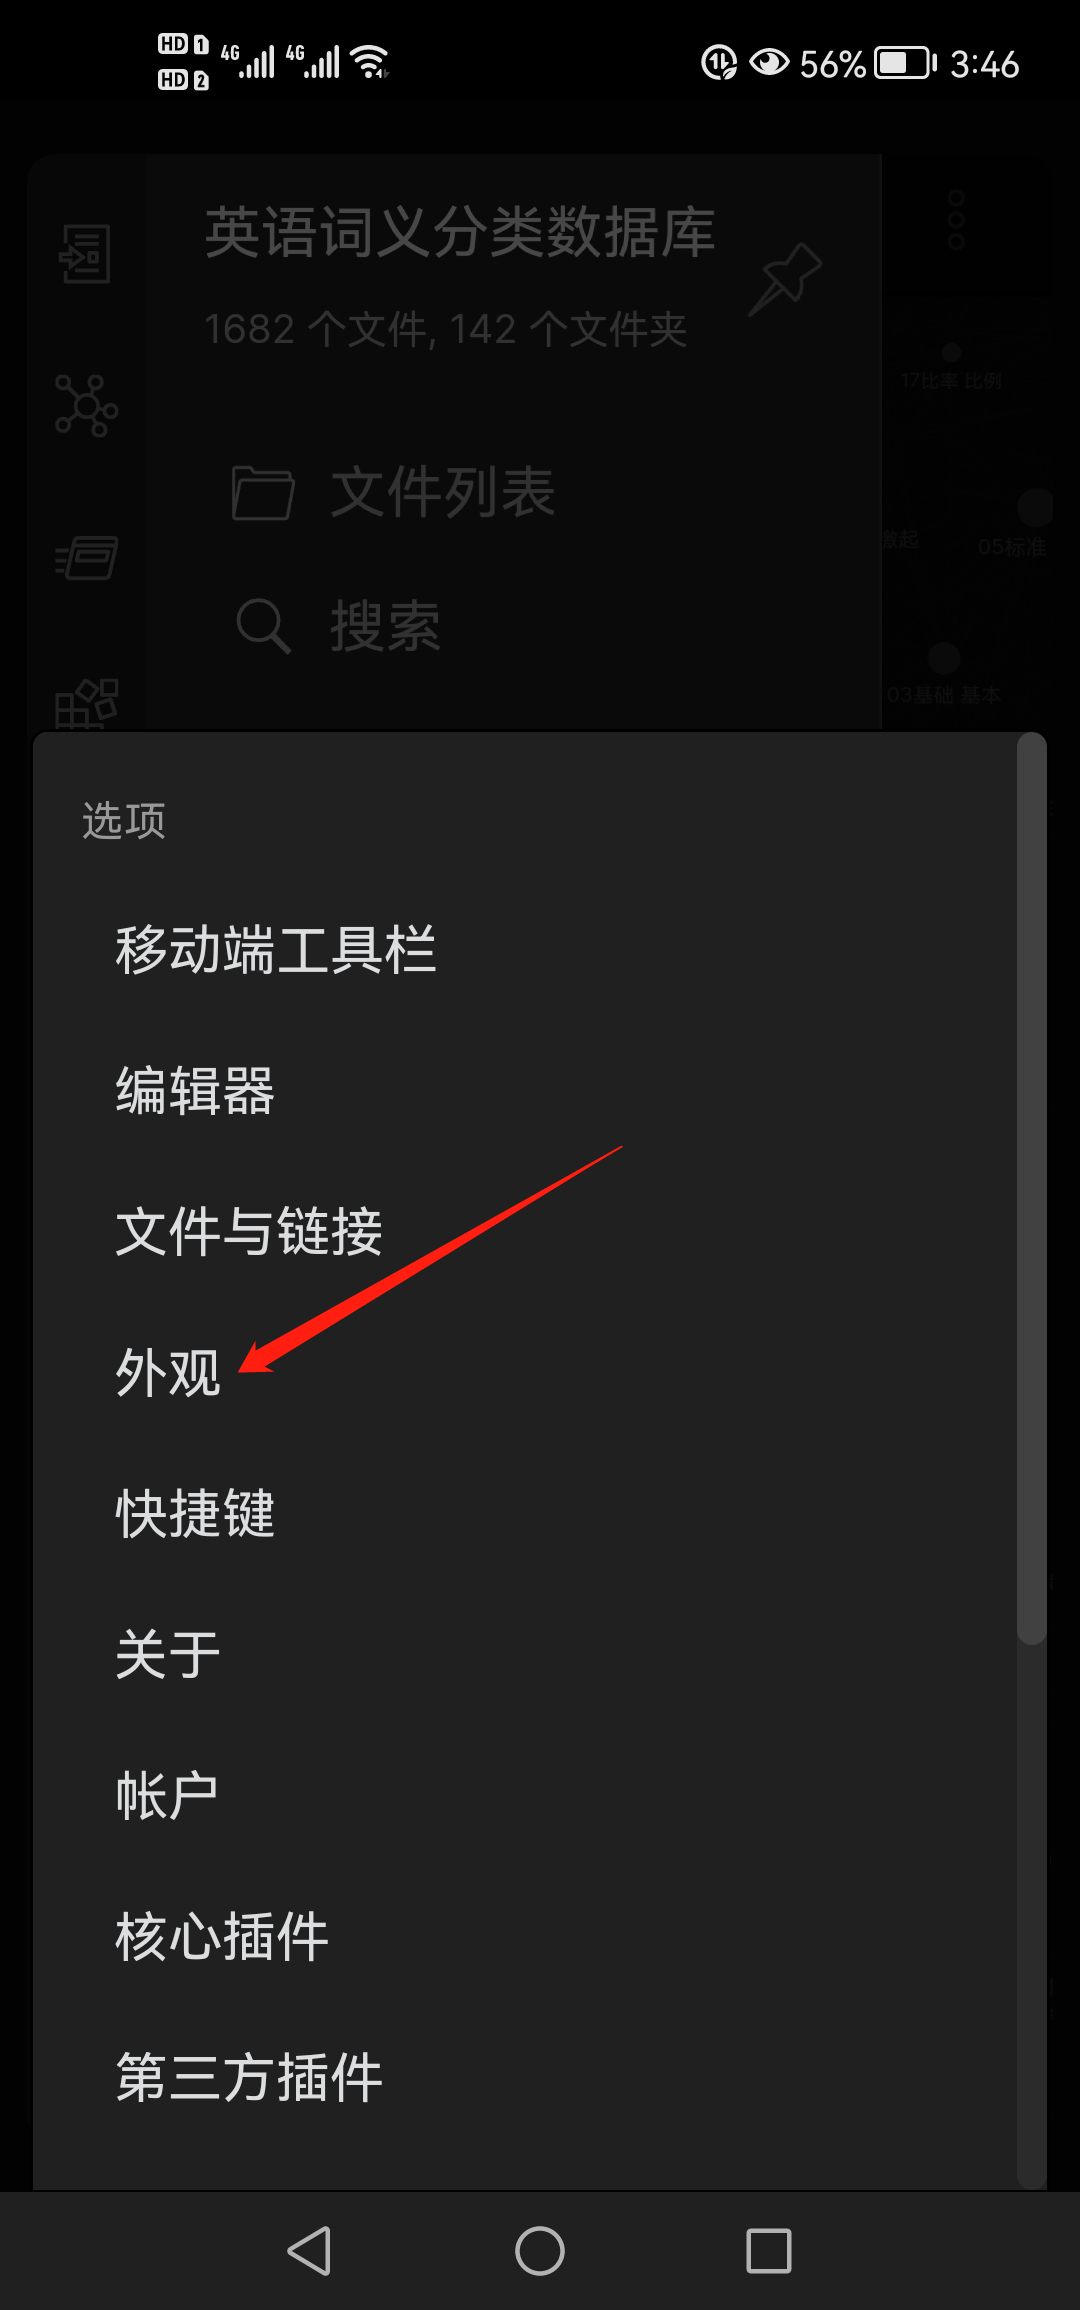 HD 1 4G 4G 56% 3:46
HD 2
英语词义分类数据库
1682 个文件, 142 个文件夹
17比率 比例
文件列表
激起
05标准
搜索
03基础 基本
选项
移动端工具栏
编辑器
文件与链接
外观
快捷键
关于
帐户
核心插件
第三方插件